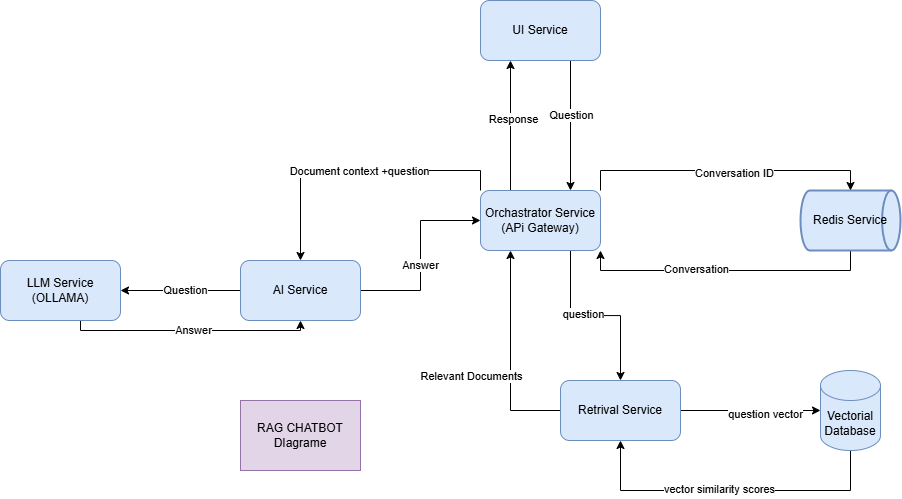 UI Service
Response
Question
Document context +question
Conversation ID
Orchastrator Service
(APi Gateway)
Redis Service
Answer
Conversation
LLM Service
(OLLAMA)
Question
AI Service
question
Answer
Relevant Documents
Retrival Service
question vector
Vectorial
Database
RAG CHATBOT
DIagrame
vector similarity scores